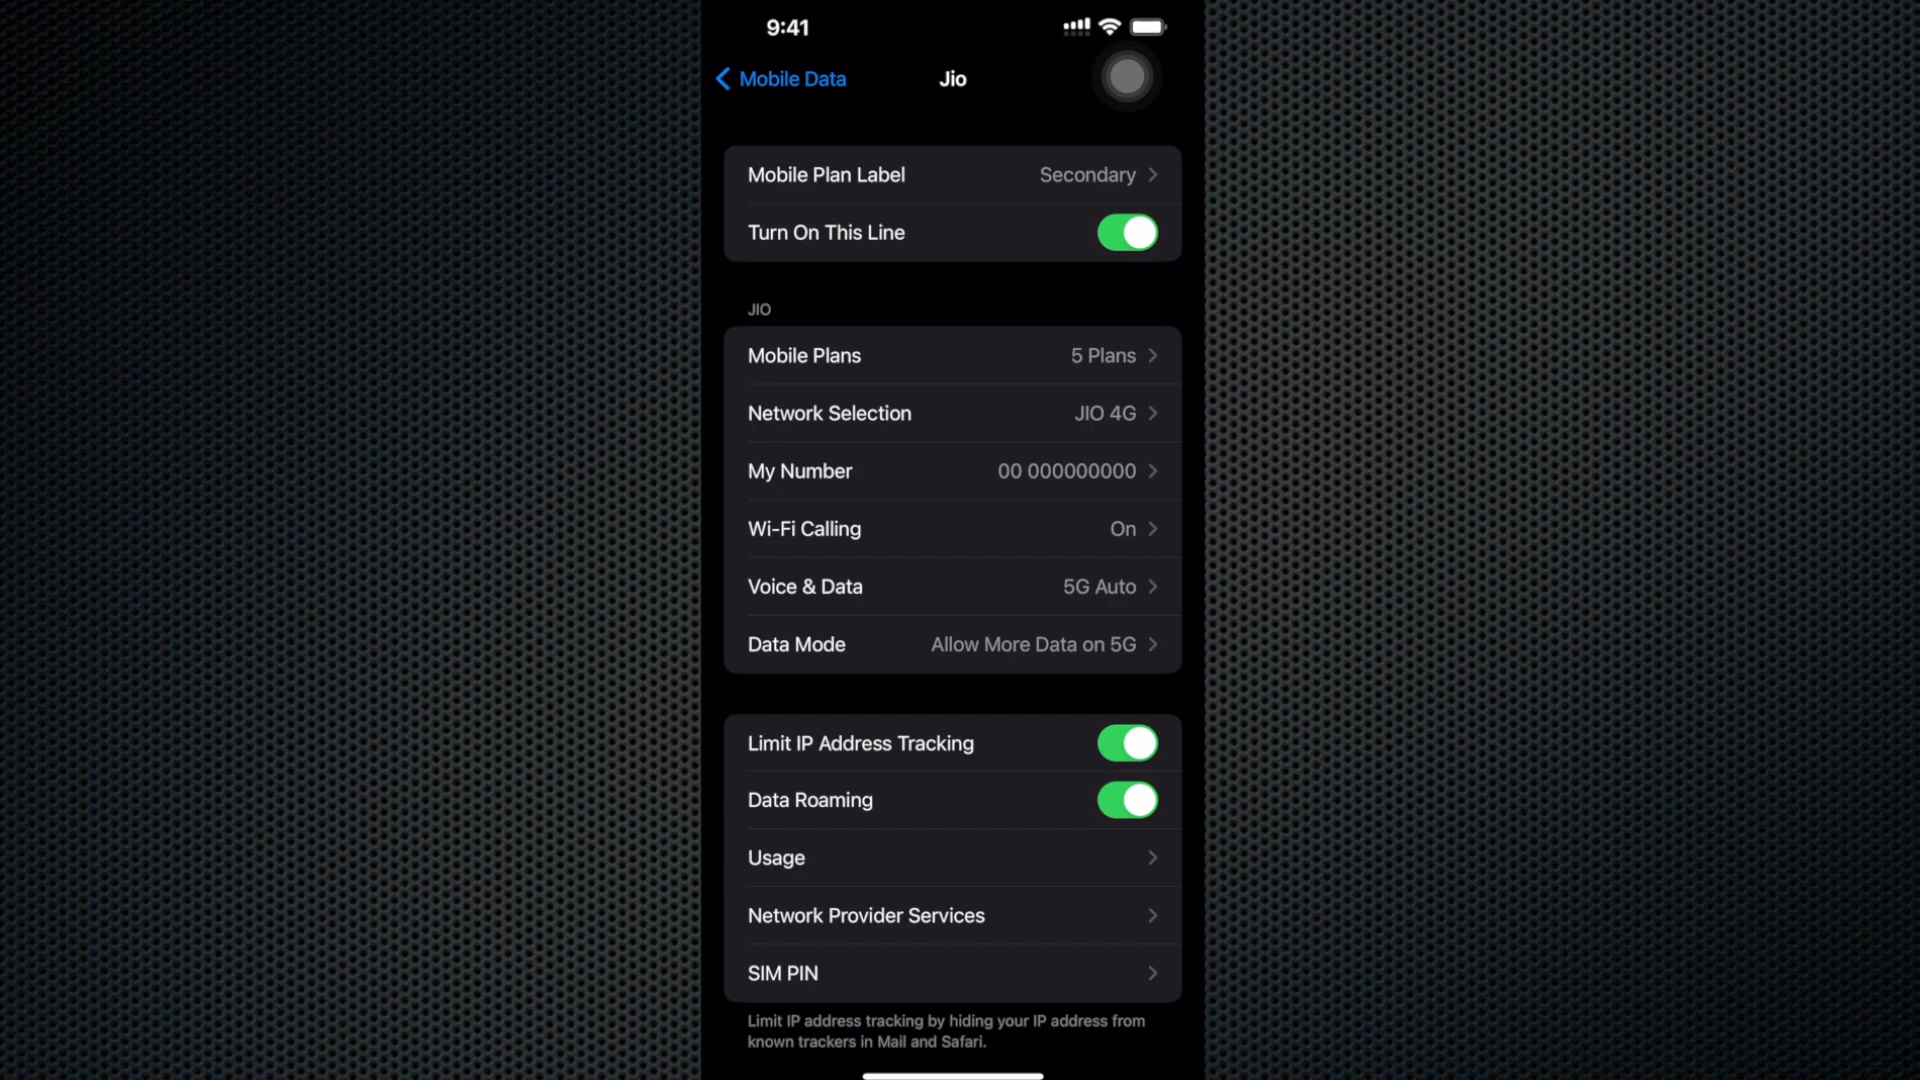 9:41
Mobile Data
Jio
Mobile Plan Label Secondary
Turn On This Line
JIO
Mobile Plans 5 Plans
Network Selection JIO 4G
My Number 00 000000000
Wi-Fi Calling On
Voice & Data 5G Auto
Data Mode Allow More Data on 5G
Limit IP Address Tracking
Data Roaming
Usage
Network Provider Services
SIM PIN
Limit IP address tracking by hiding your IP address from
known trackers in Mail and Safari.